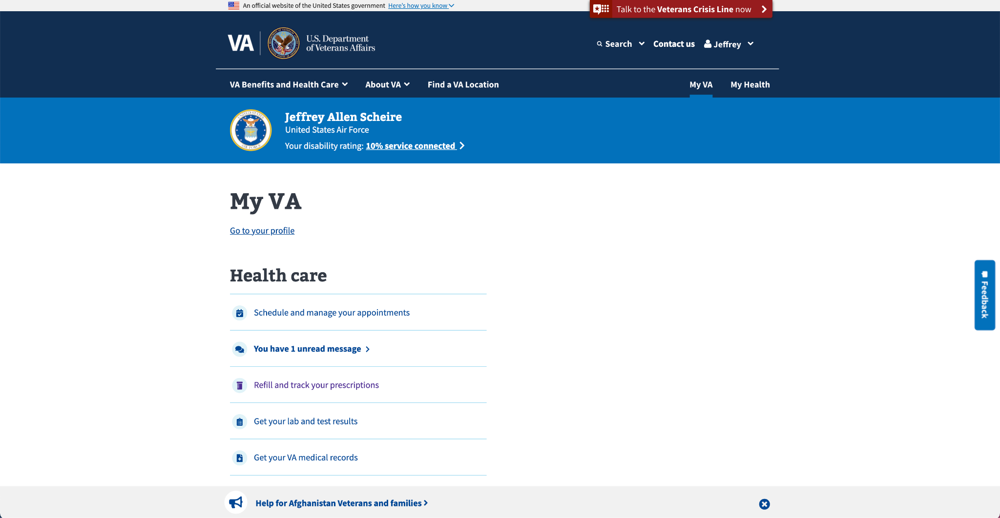 An official website of the United States government Here's how you know
Talk to the Veterans Crisis Line now
VA
U.S. Department
of Veterans Affairs
Search
Contact us
Jeffrey
VA Benefits and Health Care
About VA
Find a VA Location
My VA
My Health
UNITED STATES
AIR FORCE
Jeffrey Allen Scheire
United States Air Force
Your disability rating: 10% service connected
My VA
Go to your profile
Health care
Schedule and manage your appointments
You have 1 unread message
Refill and track your prescriptions
Get your lab and test results
Get your VA medical records
Feedback
Help for Afghanistan Veterans and families